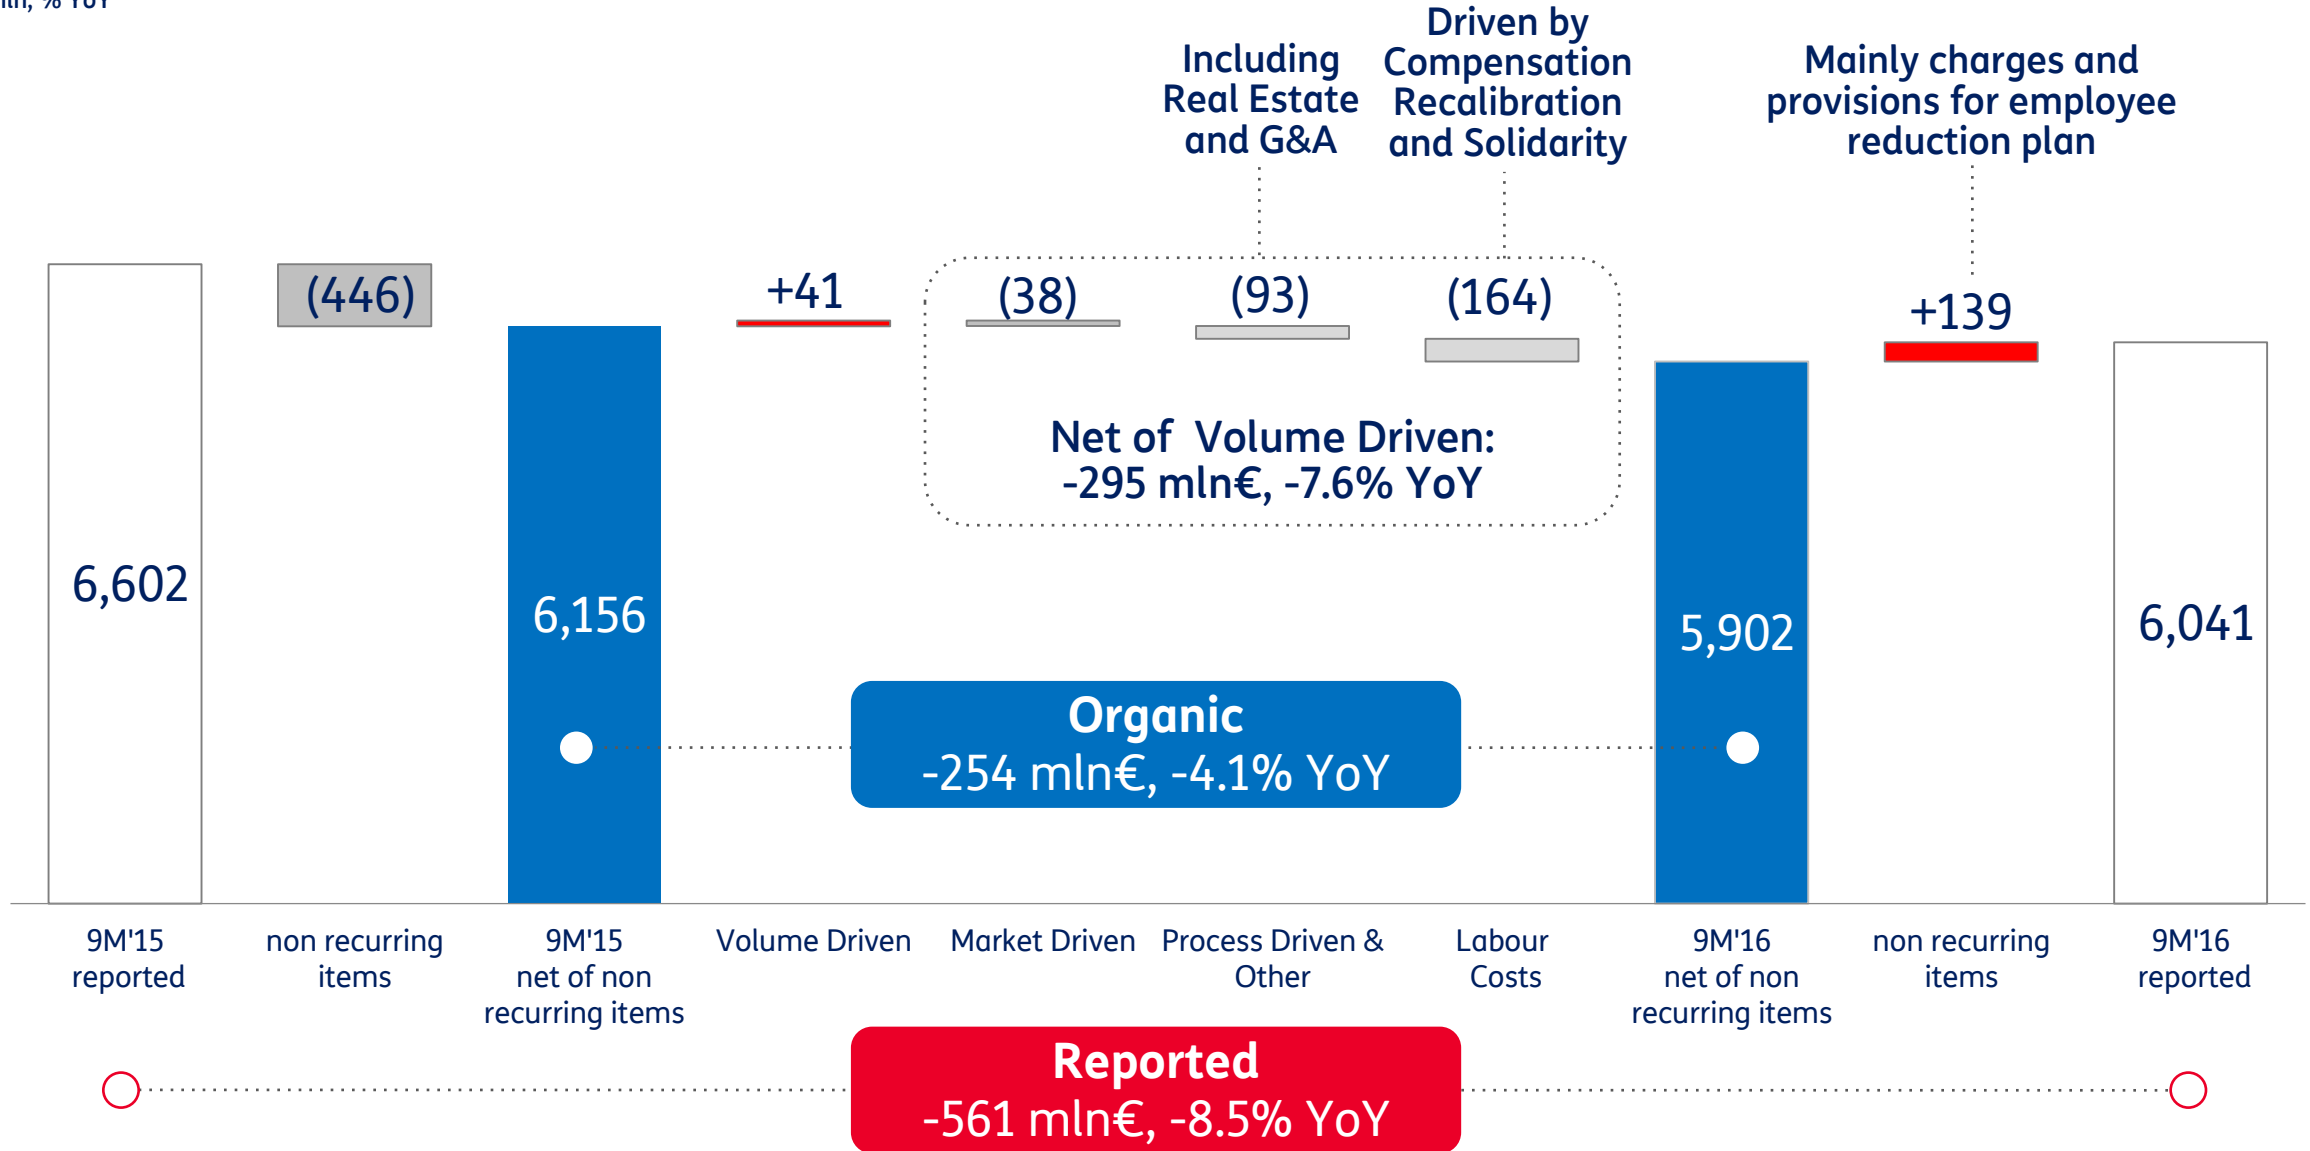 mln, % YoY
Including
Real Estate
and G&A
Driven by
Compensation
Recalibration
and Solidarity
Mainly charges and
provisions for employee
reduction plan
6,602
(446)
6,156
+41
(38)
(93)
(164)
5,902
+139
6,041
Net of Volume Driven:
-295 mln€, -7.6% YoY
Organic
-254 mln€, -4.1% YoY
9M'15
reported
non recurring
items
9M'15
net of non
recurring items
Volume Driven
Market Driven
Process Driven &
Other
Labour
Costs
9M'16
net of non
recurring items
non recurring
items
9M'16
reported
Reported
-561 mln€, -8.5% YoY